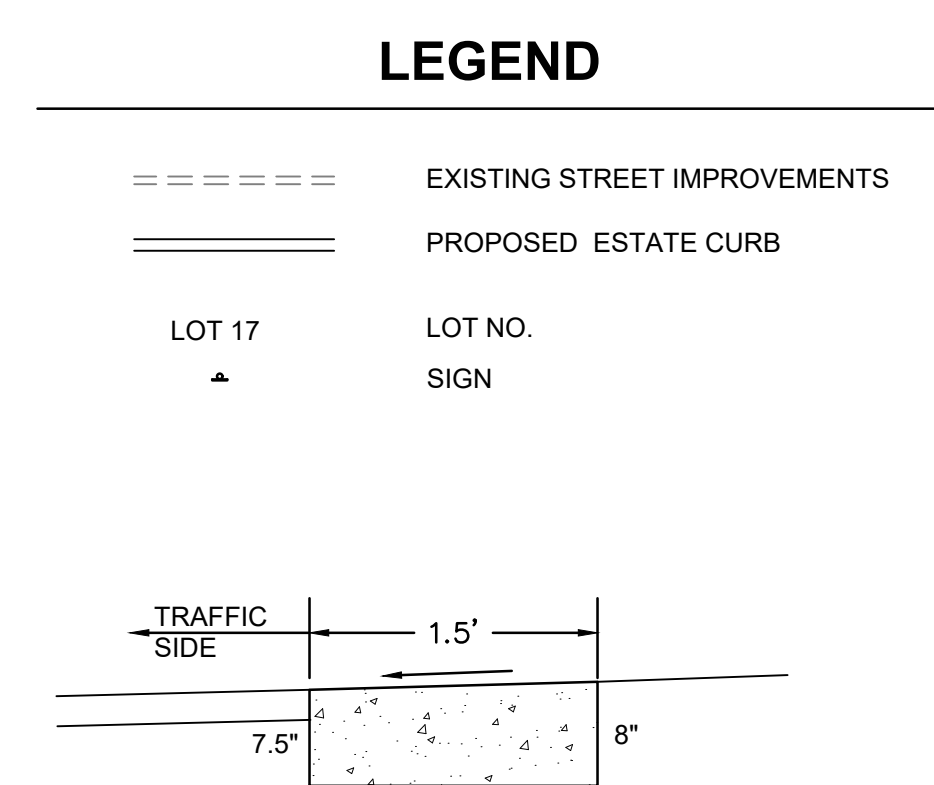 LEGEND
EXISTING STREET IMPROVEMENTS
PROPOSED ESTATE CURB
LOT 17 LOT NO.
SIGN
TRAFFIC
SIDE
1.5'
7.5"
8"